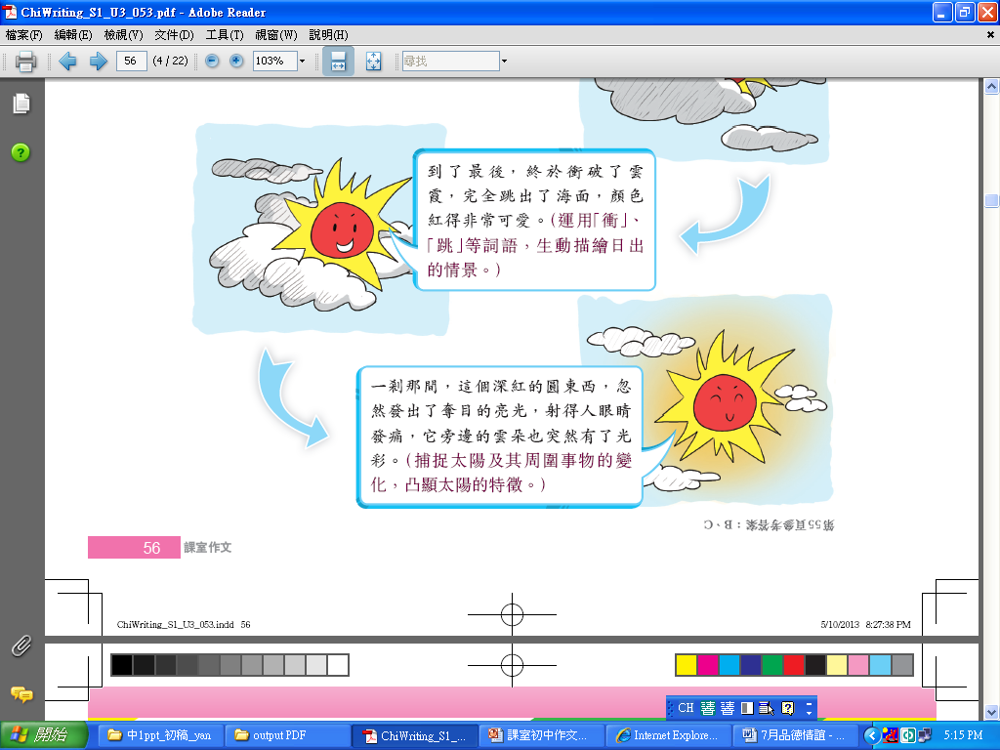 ChiWriting_S1_U3_053.pdf - Adobe Reader
檔案(F) 編輯(E) 檢視(V) 文件(D) 工具(T) 視窗(W) 說明(H)
56 (4 / 22) 103% 尋找
到了最後，終於衝破了雲
霞，完全跳出了海面，顏色
紅得非常可愛。(運用「衝」、
「跳」等詞語，生動描繪日出
的情景。)
一剎那間，這個深紅的圓東西，忽
然發出了奪目的亮光，射得人眼睛
發痛，它旁邊的雲朵也突然有了光
彩。(捕捉太陽及其周圍事物的變
化，凸顯太陽的特徵。)
第55頁參考答案：B、C
56 課室作文
ChiWriting_S1_U3_053.indd 56
5/10/2013 8:27:38 PM
CH
開始
中1ppt_初稿_yan
output PDF
ChiWriting_S1_...
課室初中作文...
Internet Explore...
7月品德情誼 - ...
5:15 PM